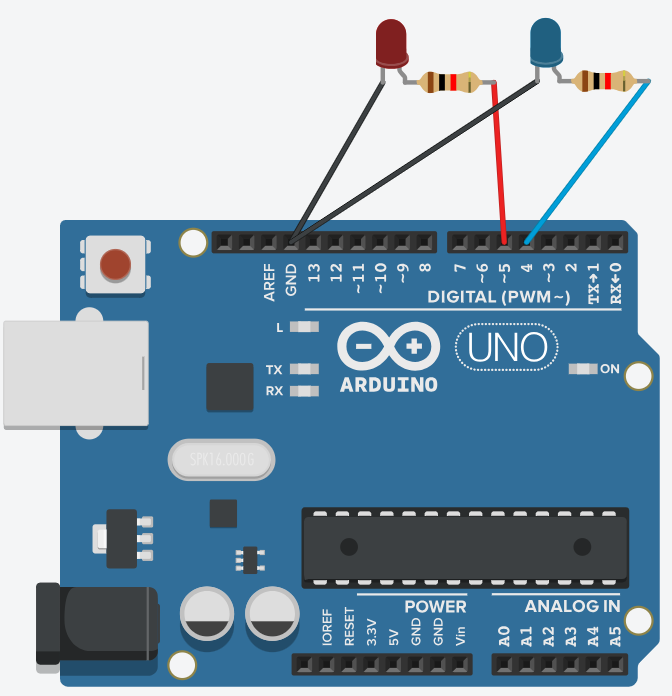 AREF
GND
13
12
~11
~10
~9
8
7
~6
~5
4
~3
2
TX→1
RX←0
DIGITAL (PWM~)
L
TX
RX
ARDUINO
UNO
ON
SPK16.000G
POWER
ANALOG IN
IOREF
RESET
3.3V
5V
GND
GND
Vin
A0
A1
A2
A3
A4
A5